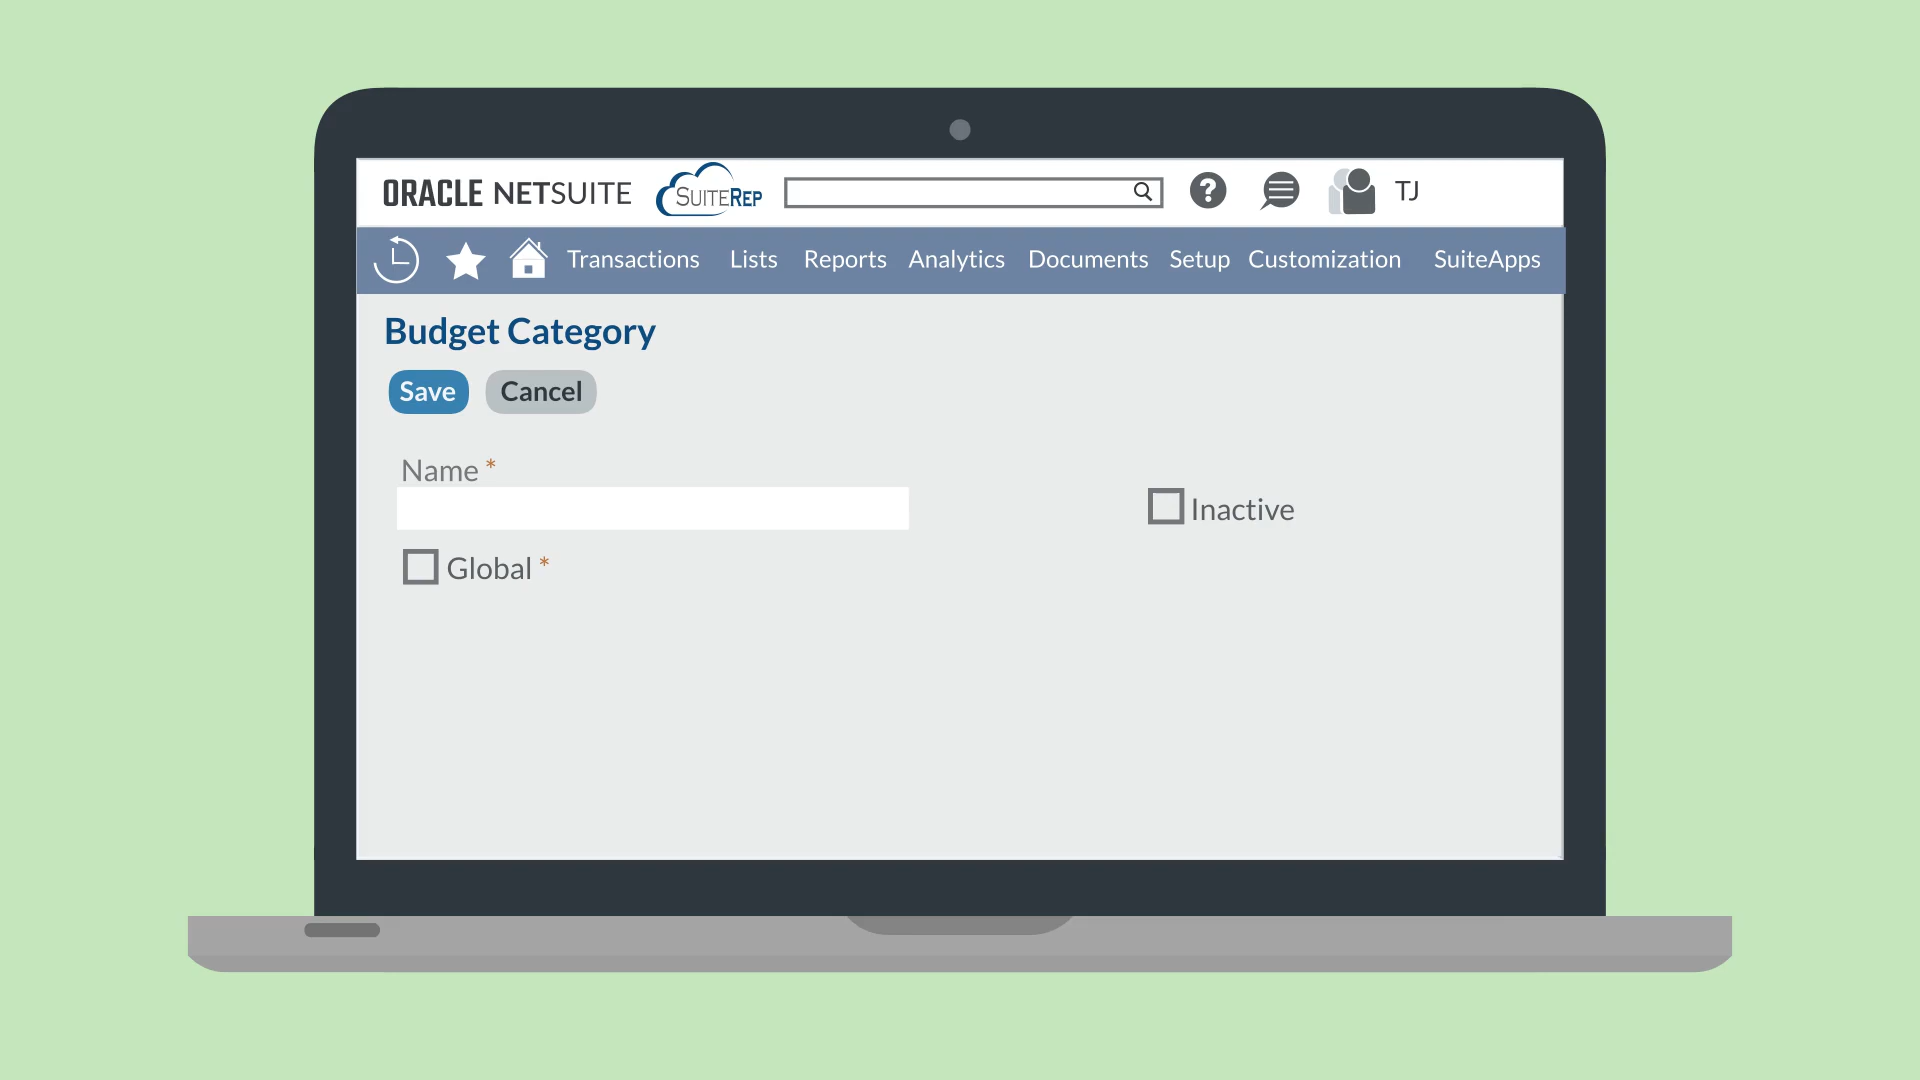 ORACLE NETSUITE SUITEREP ? TJ
Transactions Lists Reports Analytics Documents Setup Customization SuiteApps
Budget Category
Save Cancel
Name *
Inactive
Global *